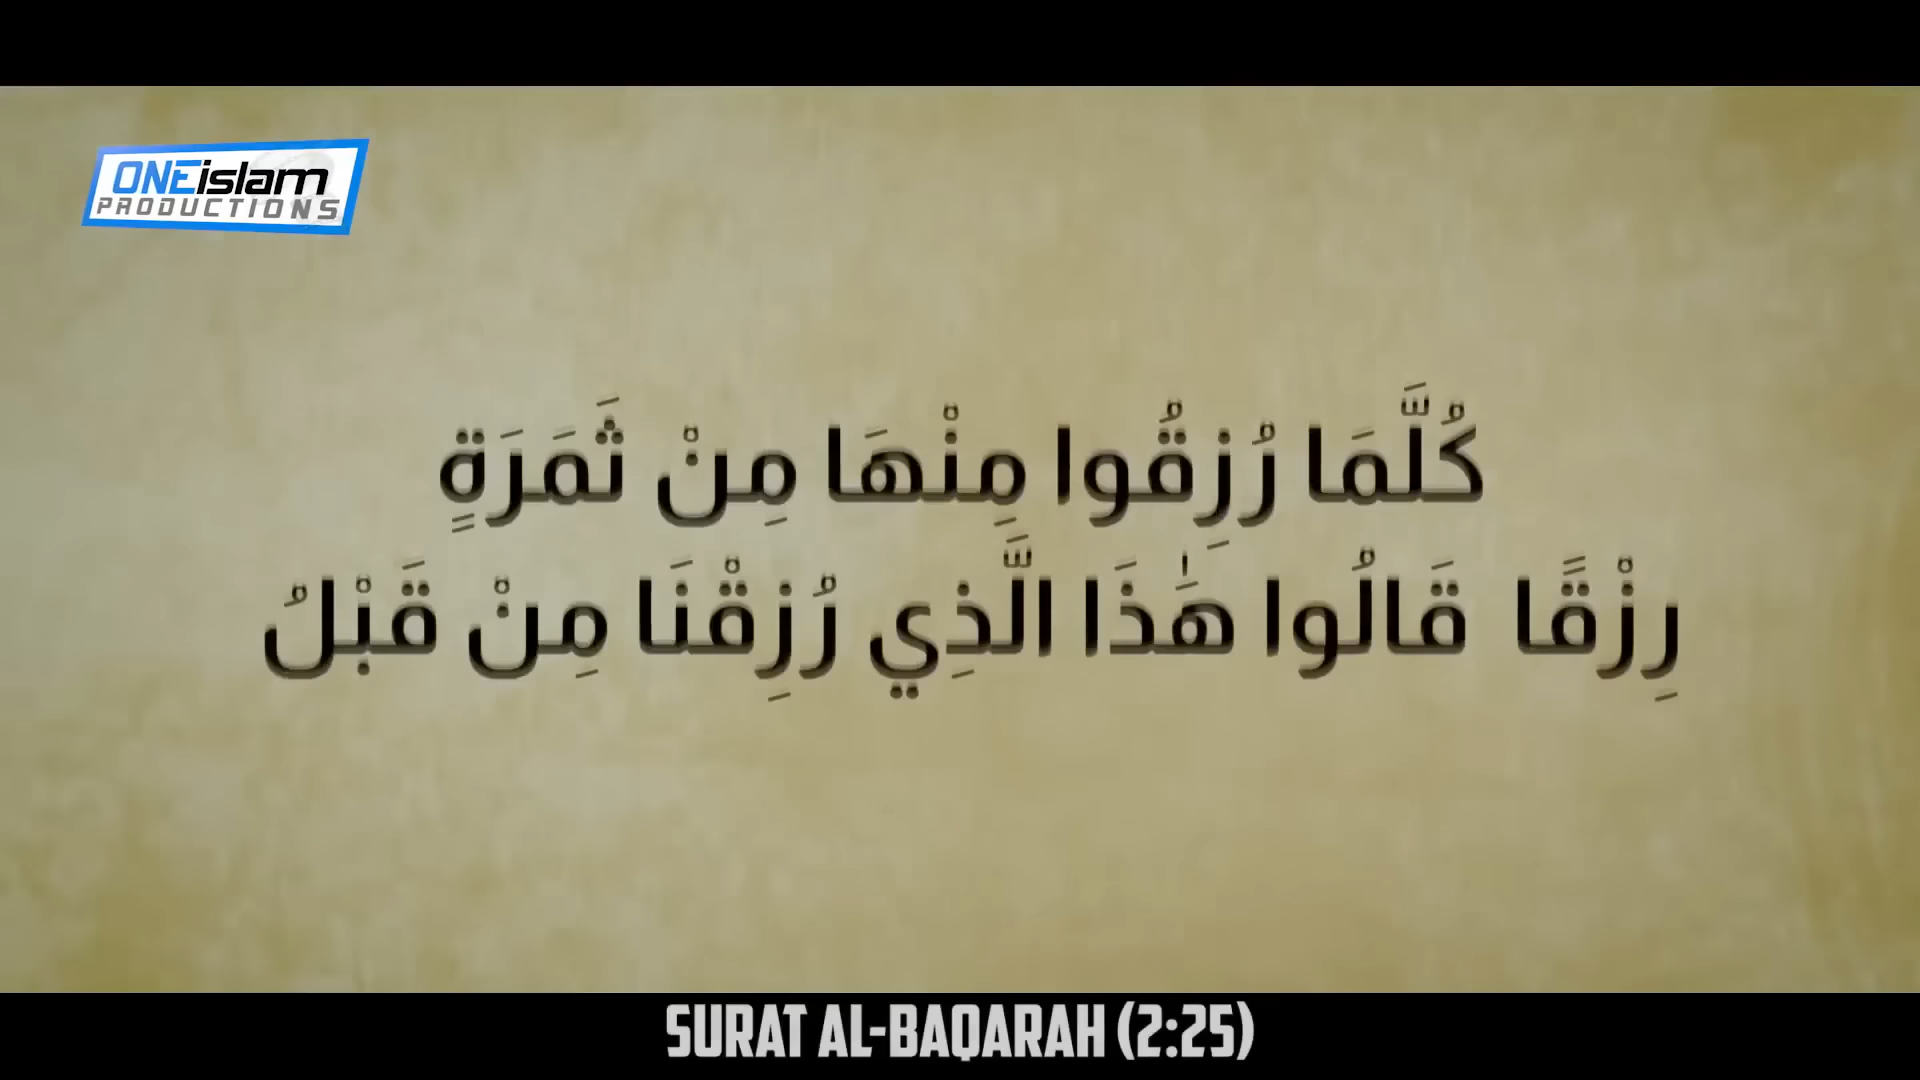 ONEislam
PRODUCTIONS
كُلَّمَا رُزِقُوا مِنْهَا مِنْ ثَمَرَةٍ
رِزْقًا قَالُوا هَٰذَا الَّذِي رُزِقْنَا مِنْ قَبْلُ
SURAT AL-BAQARAH (2:25)